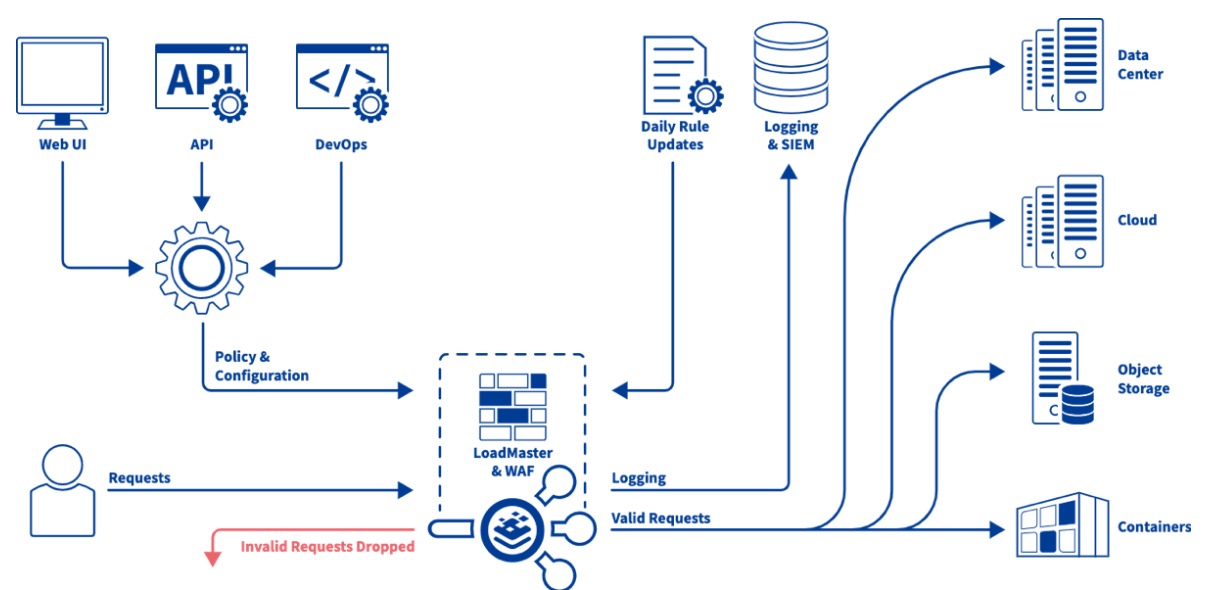 API
</>
Web UI
API
DevOps
Daily Rule
Updates
Logging
& SIEM
Data
Center
Cloud
Policy &
Configuration
Object
Storage
LoadMaster
& WAF
Requests
Logging
Valid Requests
Invalid Requests Dropped
Containers